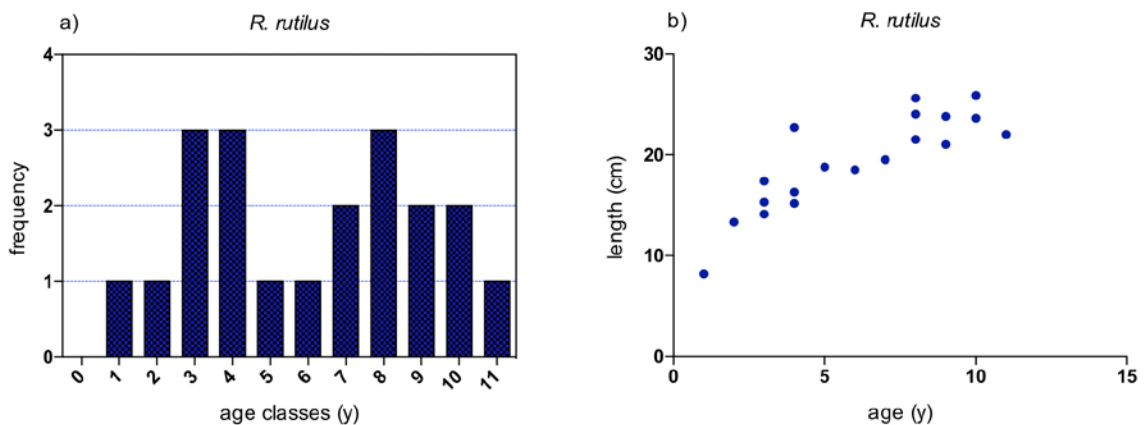 a)
R. rutilus
4
3
2
1
0
frequency
0 1 2 3 4 5 6 7 8 9 10 11
age classes (y)
b)
R. rutilus
30
20
10
0
length (cm)
0 5 10 15
age (y)